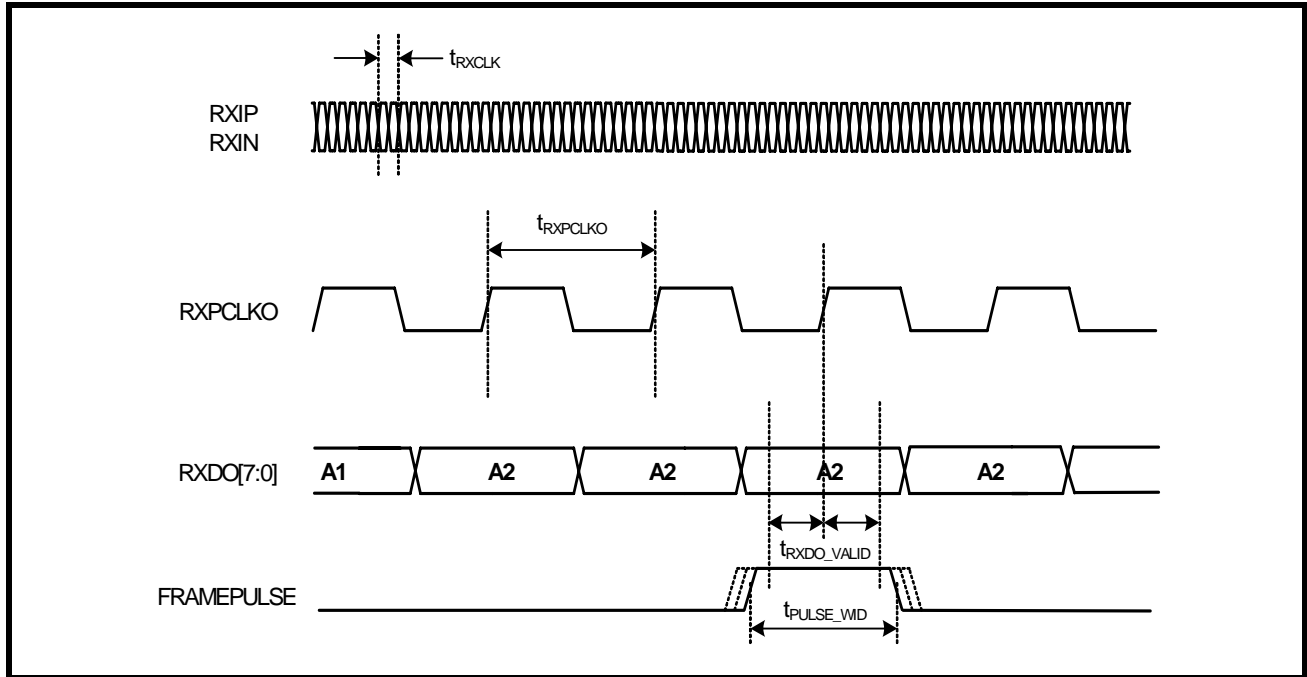 tRXCLK
RXIP
RXIN
tRXPCLKO
RXPCLKO
RXDO[7:0] A1 A2 A2 A2 A2
tRXDO_VALID
FRAMEPULSE
tPULSE_WID